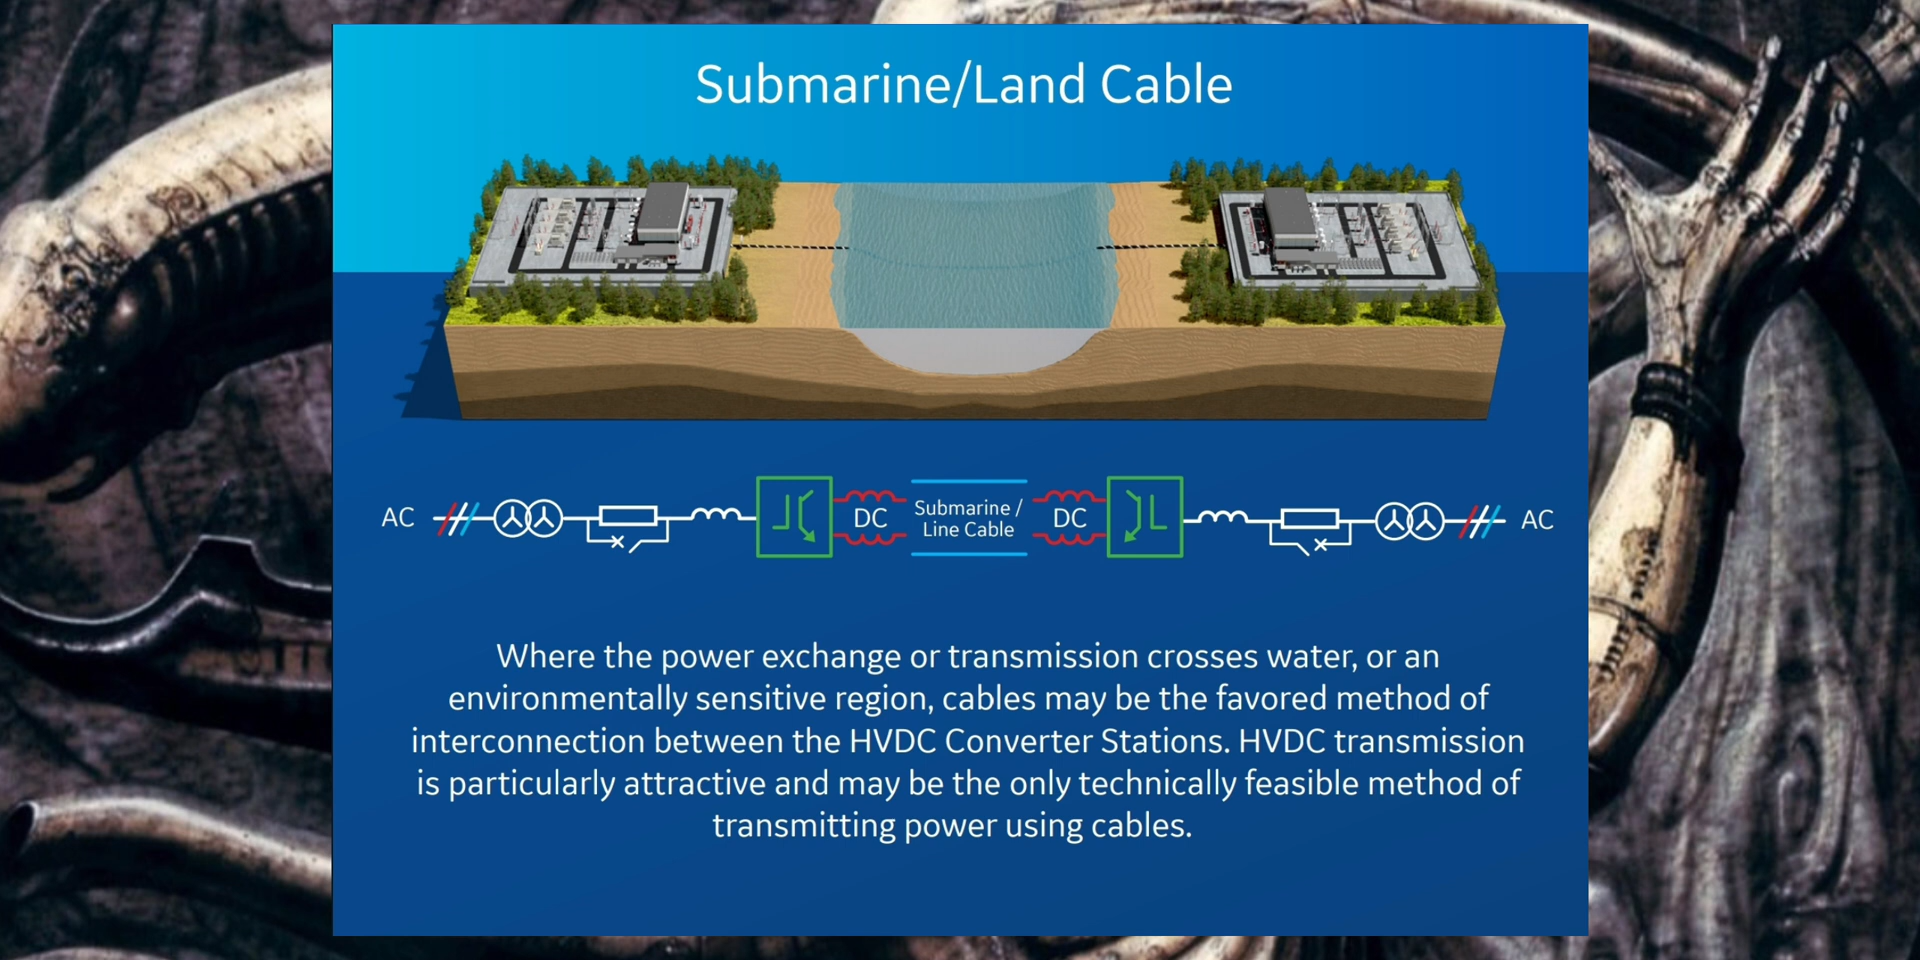 Submarine/Land Cable
AC
DC
Submarine /
Line Cable
DC
AC
Where the power exchange or transmission crosses water, or an
environmentally sensitive region, cables may be the favored method of
interconnection between the HVDC Converter Stations. HVDC transmission
is particularly attractive and may be the only technically feasible method of
transmitting power using cables.